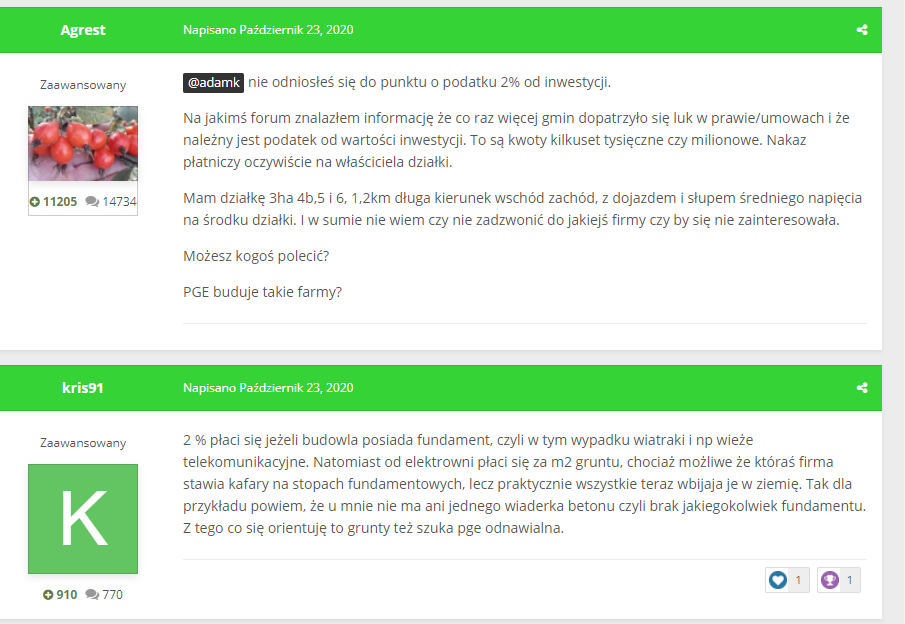 Agrest
Napisano Październik 23, 2020
Zaawansowany
11205 14734
@adamk nie odniosłeś się do punktu o podatku 2% od inwestycji.
Na jakimś forum znalazłem informację że co raz więcej gmin dopatrzyło się luk w prawie/umowach i że
należny jest podatek od wartości inwestycji. To są kwoty kilkuset tysięczne czy milionowe. Nakaz
płatniczy oczywiście na właściciela działki.
Mam działkę 3ha 4b,5 i 6, 1,2km długa kierunek wschód zachód, z dojazdem i słupem średniego napięcia
na środku działki. I w sumie nie wiem czy nie zadzwonić do jakiejś firmy czy by się nie zainteresowała.
Możesz kogoś polecić?
PGE buduje takie farmy?
kris91
Napisano Październik 23, 2020
Zaawansowany
K
910 770
2 % płaci się jeżeli budowla posiada fundament, czyli w tym wypadku wiatraki i np wieże
telekomunikacyjne. Natomiast od elektrowni płaci się za m2 gruntu, chociaż możliwe że któraś firma
stawia kafary na stopach fundamentowych, lecz praktycznie wszystkie teraz wbijaja je w ziemię. Tak dla
przykładu powiem, że u mnie nie ma ani jednego wiaderka betonu czyli brak jakiegokolwiek fundamentu.
Z tego co się orientuję to grunty też szuka pge odnawialna.
1 1